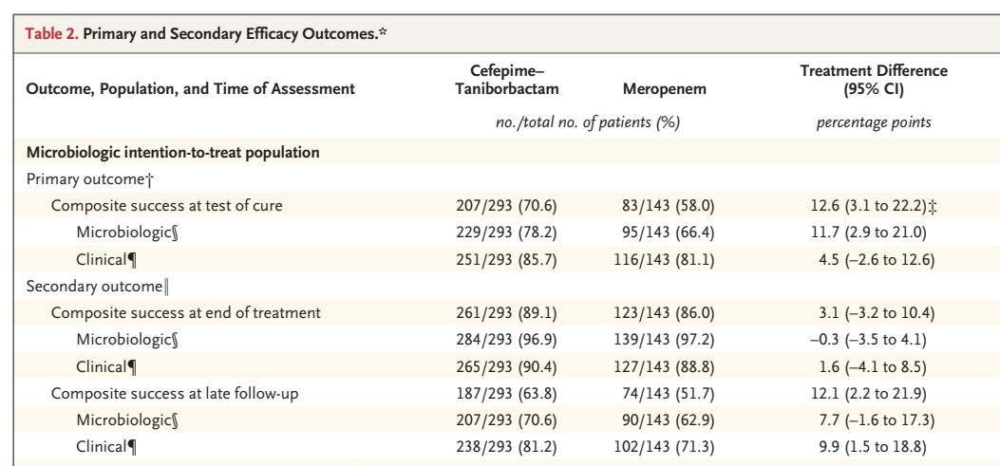 Table 2. Primary and Secondary Efficacy Outcomes.*
Outcome, Population, and Time of Assessment Cefepime–Taniborbactam Meropenem Treatment Difference (95% CI)
no./total no. of patients (%) percentage points
Microbiologic intention-to-treat population
Primary outcome†
Composite success at test of cure 207/293 (70.6) 83/143 (58.0) 12.6 (3.1 to 22.2)‡
Microbiologic§ 229/293 (78.2) 95/143 (66.4) 11.7 (2.9 to 21.0)
Clinical¶ 251/293 (85.7) 116/143 (81.1) 4.5 (–2.6 to 12.6)
Secondary outcome‖
Composite success at end of treatment 261/293 (89.1) 123/143 (86.0) 3.1 (–3.2 to 10.4)
Microbiologic§ 284/293 (96.9) 139/143 (97.2) –0.3 (–3.5 to 4.1)
Clinical¶ 265/293 (90.4) 127/143 (88.8) 1.6 (–4.1 to 8.5)
Composite success at late follow-up 187/293 (63.8) 74/143 (51.7) 12.1 (2.2 to 21.9)
Microbiologic§ 207/293 (70.6) 90/143 (62.9) 7.7 (–1.6 to 17.3)
Clinical¶ 238/293 (81.2) 102/143 (71.3) 9.9 (1.5 to 18.8)